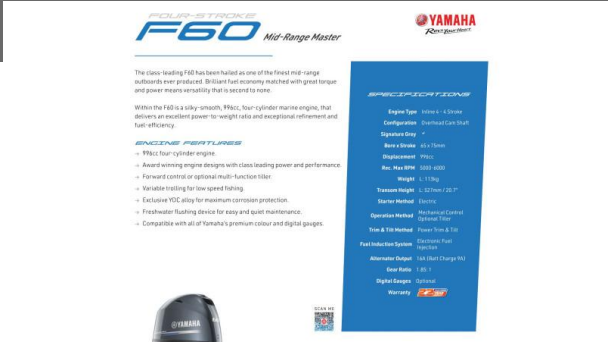 FOUR-STROKE
F60 Mid-Range Master
YAMAHA
Revs Your Heart
The class-leading F60 has been hailed as one of the finest mid-range
outboards ever produced. Brilliant fuel economy matched with great torque
and power means versatility that is second to none.
Within the F60 is a silky-smooth, 996cc, four-cylinder marine engine, that
delivers an excellent power-to-weight ratio and exceptional refinement and
fuel-efficiency.
ENGINE FEATURES
→ 996cc four-cylinder engine.
→ Award winning engine designs with class leading power and performance.
→ Forward control or optional multi-function tiller.
→ Variable trolling for low speed fishing.
→ Exclusive YDC alloy for maximum corrosion protection.
→ Freshwater flushing device for easy and quiet maintenance.
→ Compatible with all of Yamaha's premium colour and digital gauges.
SPECIFICATIONS
Engine Type Inline 4 - 4 Stroke
Configuration Overhead Cam Shaft
Signature Grey *
Bore x Stroke 65 x 75mm
Displacement 996cc
Rec. Max RPM 5000-6000
Weight L: 113kg
Transom Height L: 527mm / 20.7"
Starter Method Electric
Operation Method Mechanical Control
Optional Tiller
Trim & Tilt Method Power Trim & Tilt
Fuel Induction System Electronic Fuel
Injection
Alternator Output 16A (Batt Charge 9A)
Gear Ratio 1.85: 1
Digital Gauges Optional
Warranty
SCAN ME
YAMAHA